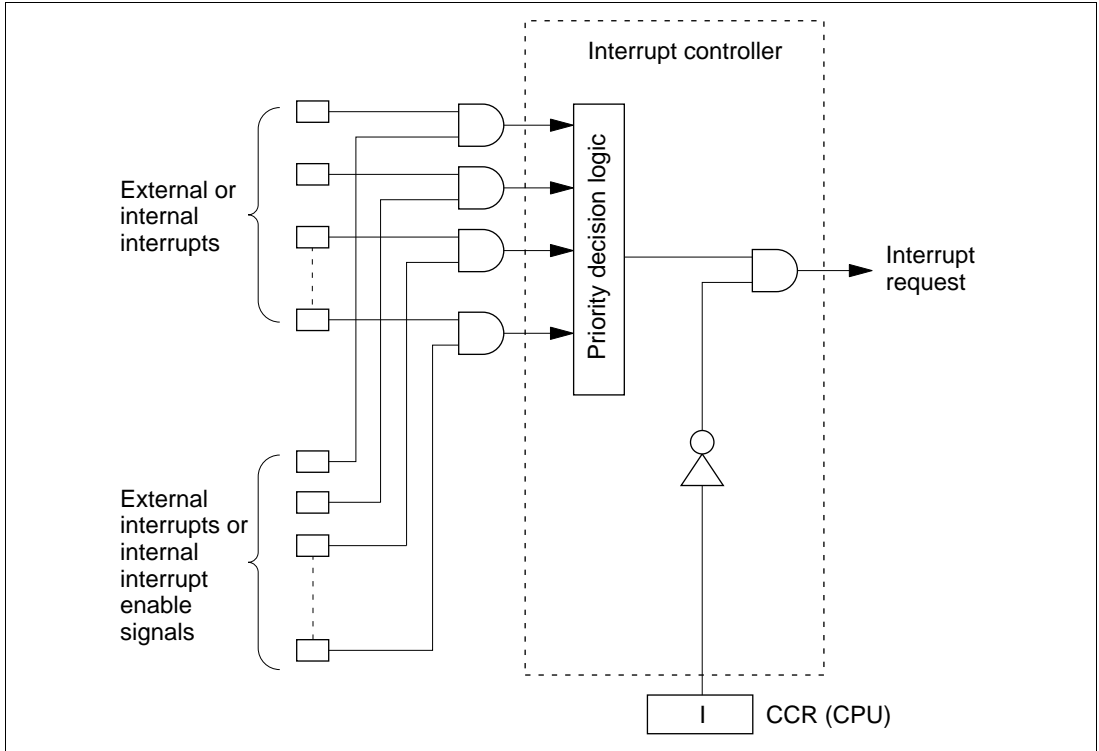 Interrupt controller
External or
internal
interrupts
Priority decision logic
Interrupt
request
External
interrupts or
internal
interrupt
enable
signals
I
CCR (CPU)